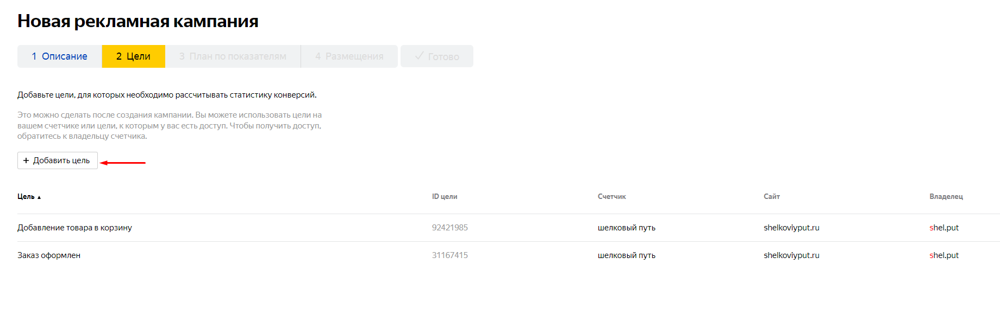 Новая рекламная кампания
1 Описание 2 Цели 3 План по показателям 4 Размещения ✓ Готово
Добавьте цели, для которых необходимо рассчитывать статистику конверсий.
Это можно сделать после создания кампании. Вы можете использовать цели на
вашем счетчике или цели, к которым у вас есть доступ. Чтобы получить доступ,
обратитесь к владельцу счетчика.
+ Добавить цель
Цель ▲ ID цели Счетчик Сайт Владелец
Добавление товара в корзину 92421985 шелковый путь shelkoviyput.ru shel.put
Заказ оформлен 31167415 шелковый путь shelkoviyput.ru shel.put